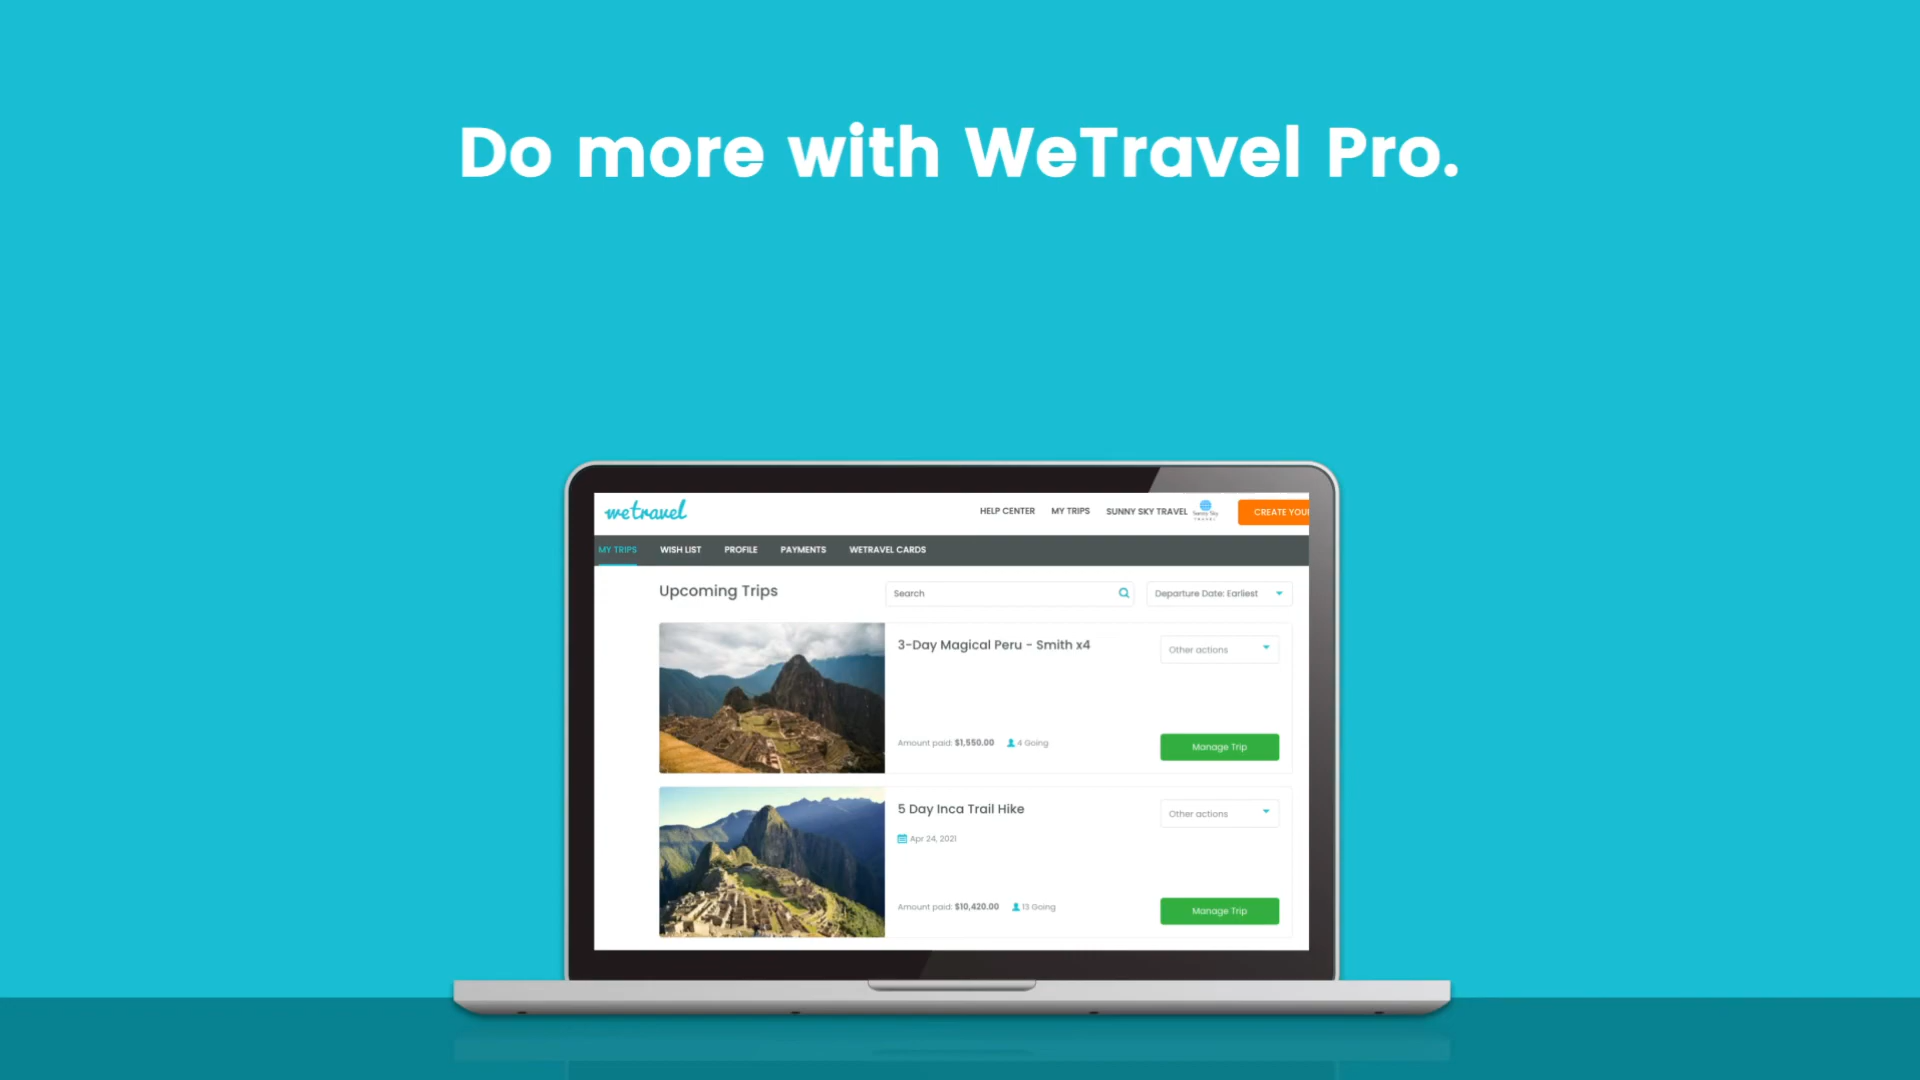 Do more with WeTravel Pro.
wetravel
HELP CENTER MY TRIPS SUNNY SKY TRAVEL
Sunny Sky
TRAVEL
CREATE YOU
MY TRIPS WISH LIST PROFILE PAYMENTS WETRAVEL CARDS
Upcoming Trips
Search
Departure Date: Earliest
3-Day Magical Peru - Smith x4
Other actions
Amount paid: $1,550.00 4 Going
Manage Trip
5 Day Inca Trail Hike
Other actions
Apr 24, 2021
Amount paid: $10,420.00 13 Going
Manage Trip